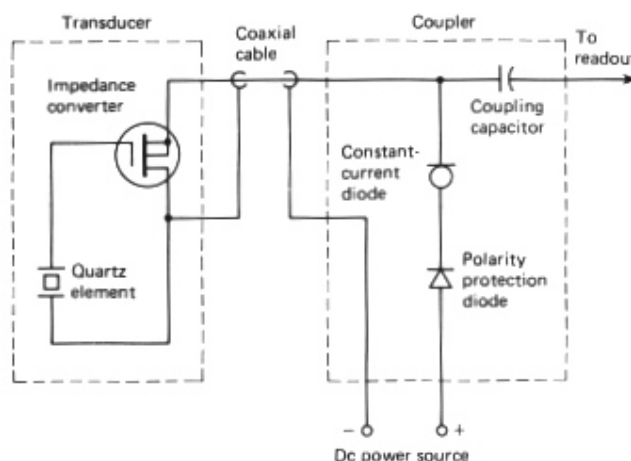 Transducer
Coaxial
cable
Coupler
To
readout
Impedance
converter
Coupling
capacitor
Constant-
current
diode
Quartz
element
Polarity
protection
diode
− +
Dc power source